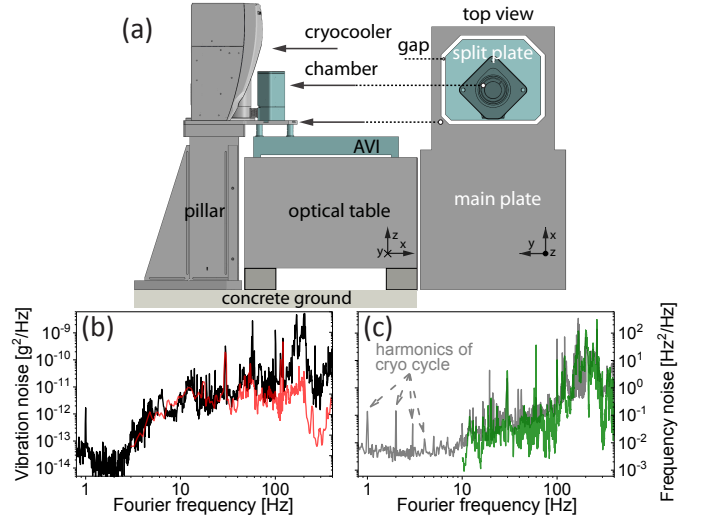 (a)
cryocooler
chamber
top view
gap
split plate
AVI
pillar
optical table
main plate
z
y x
x
y
z
concrete ground
(b)
Vibration noise [g²/Hz]
10⁻⁹
10⁻¹⁰
10⁻¹¹
10⁻¹²
10⁻¹³
10⁻¹⁴
1 10 100
Fourier frequency [Hz]
(c)
harmonics of
cryo cycle
10²
10¹
10⁰
10⁻¹
10⁻²
10⁻³
Frequency noise [Hz²/Hz]
1 10 100
Fourier frequency [Hz]